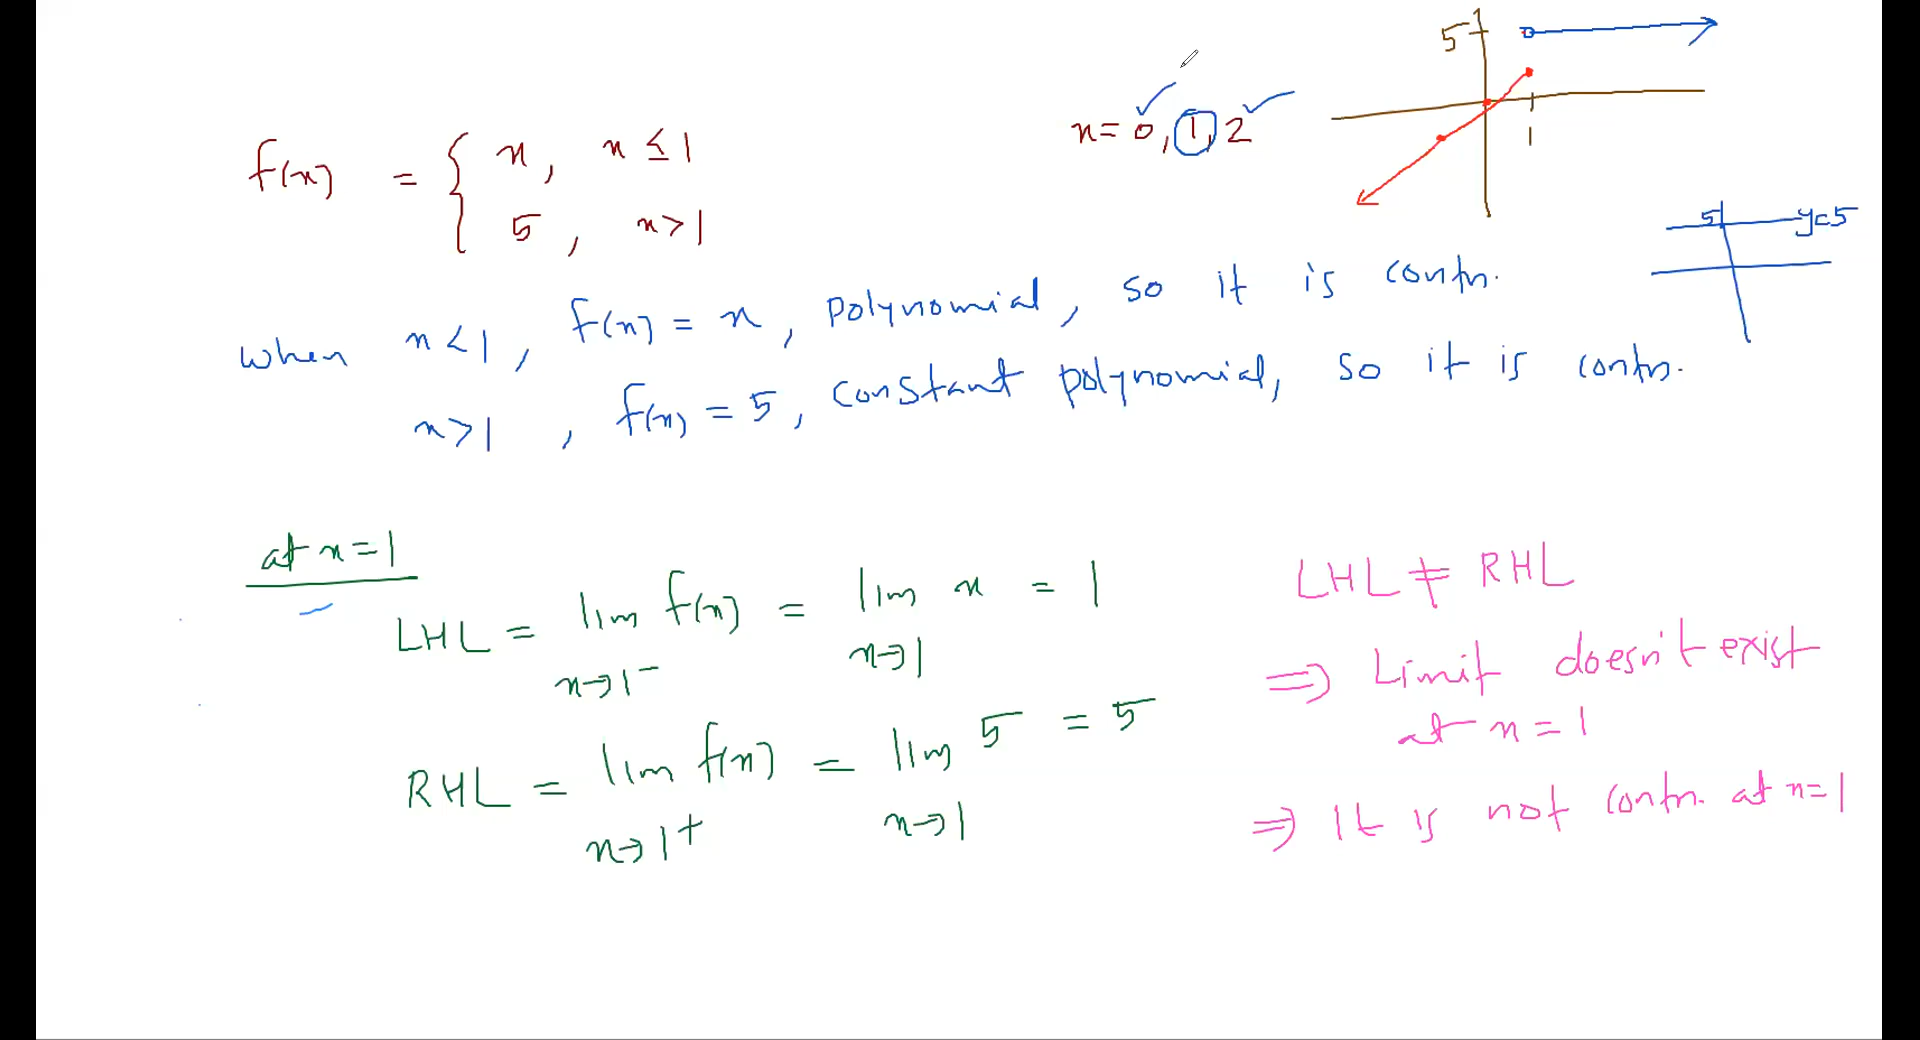 f(x) = { x, x ≤ 1
5, x > 1
x = 0, 1, 2
5
1
5 y=5
when x < 1, f(x) = x, polynomial, so it is contn.
x > 1, f(x) = 5, constant polynomial, so it is contn.
at x = 1
LHL = lim f(x) = lim x = 1
x→1⁻ x→1
RHL = lim f(x) = lim 5 = 5
x→1⁺ x→1
LHL ≠ RHL
⇒ Limit doesn't exist
at x = 1
⇒ It is not contn. at x=1